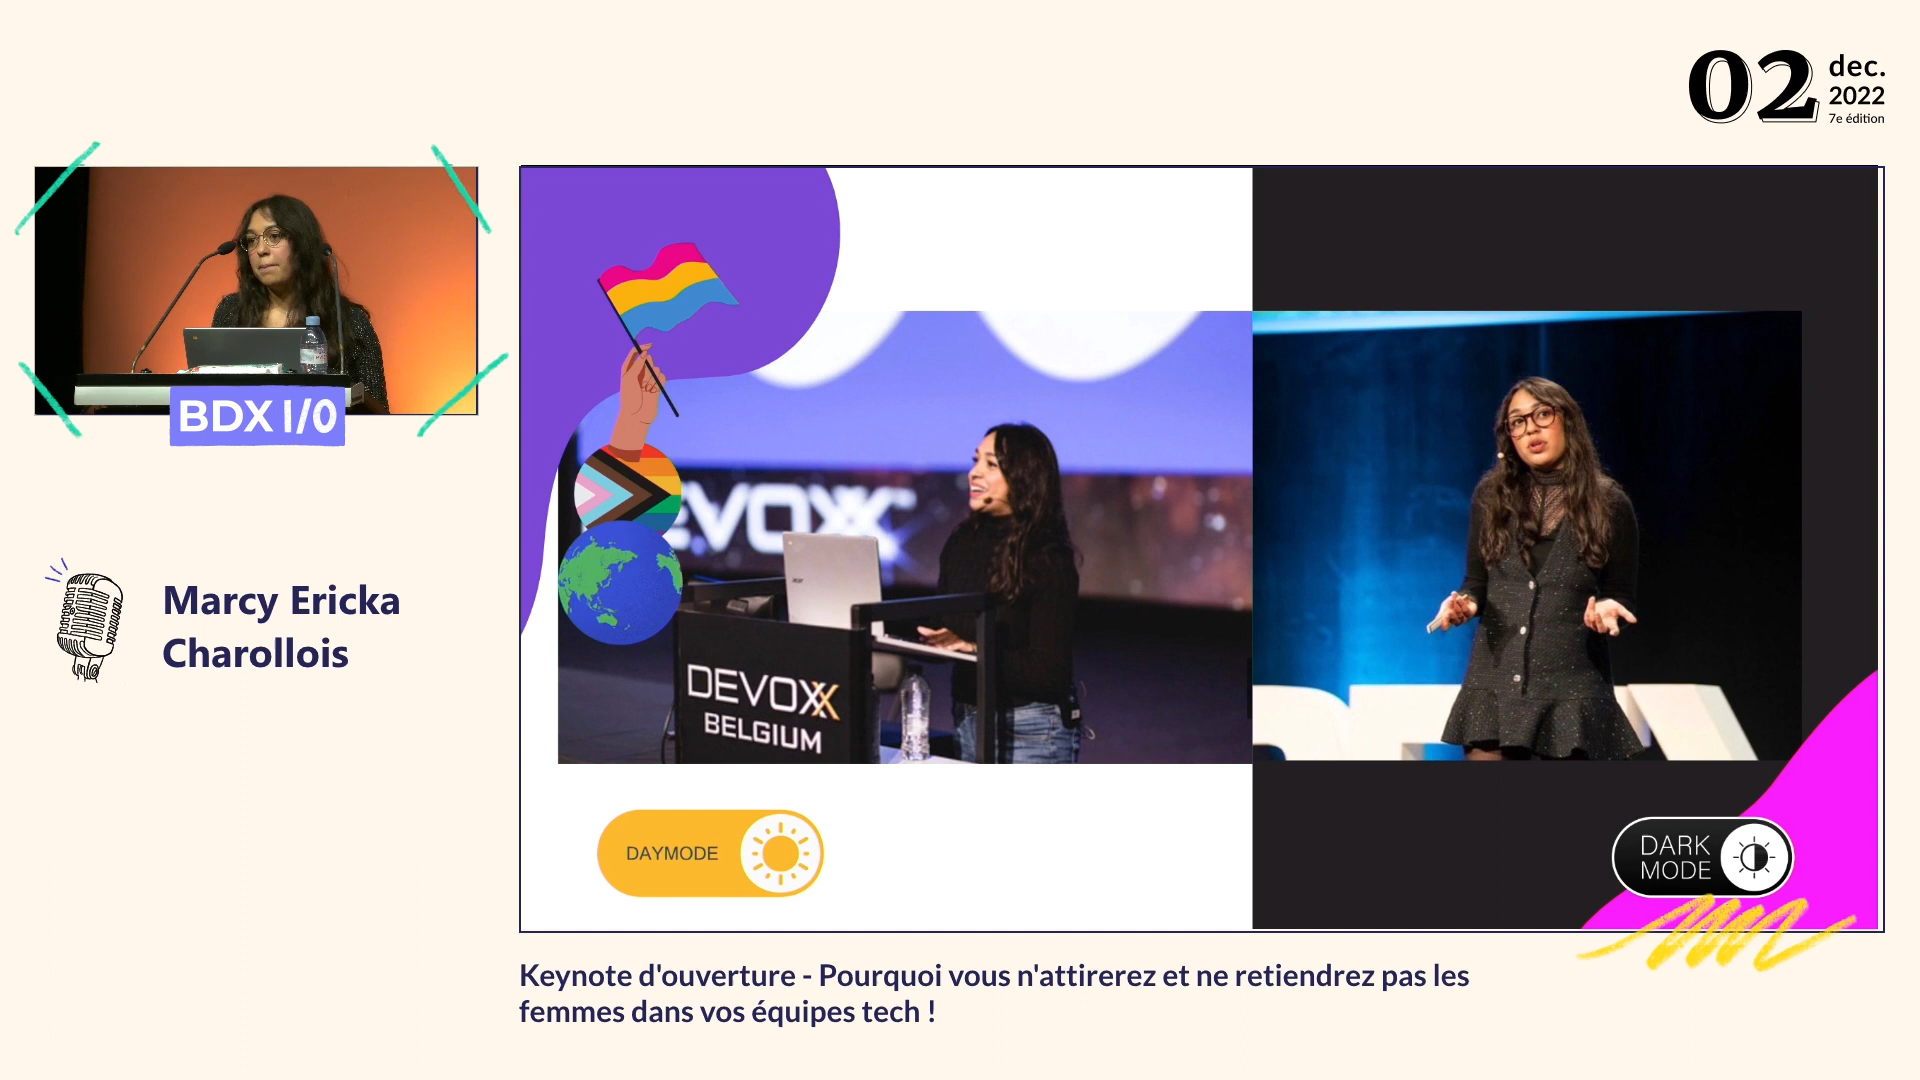 02
dec.
2022
7e édition
BDX I/O
Marcy Ericka
Charollois
DEVOXX
BELGIUM
acer
DAYMODE
DARK
MODE
Keynote d'ouverture - Pourquoi vous n'attirerez et ne retiendrez pas les
femmes dans vos équipes tech !